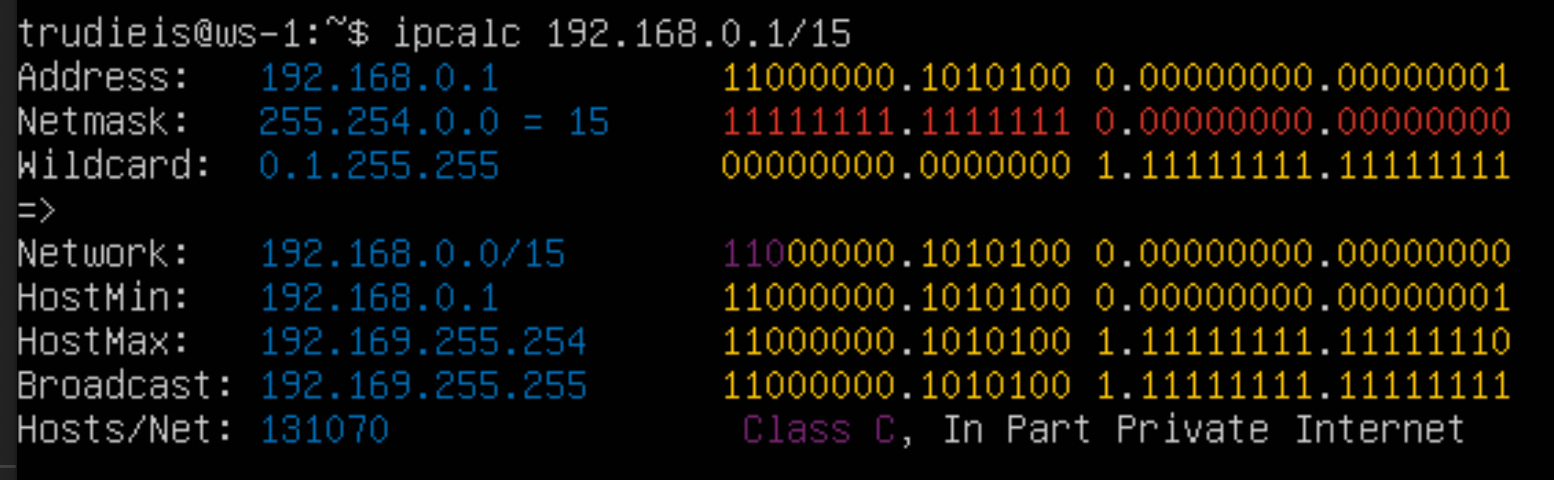 trudieis@ws-1:~$ ipcalc 192.168.0.1/15
Address:   192.168.0.1               11000000.1010100 0.00000000.00000001
Netmask:   255.254.0.0 = 15          11111111.1111111 0.00000000.00000000
Wildcard:  0.1.255.255               00000000.0000000 1.11111111.11111111
=>
Network:   192.168.0.0/15            11000000.1010100 0.00000000.00000000
HostMin:   192.168.0.1               11000000.1010100 0.00000000.00000001
HostMax:   192.169.255.254           11000000.1010100 1.11111111.11111110
Broadcast: 192.169.255.255           11000000.1010100 1.11111111.11111111
Hosts/Net: 131070                     Class C, In Part Private Internet